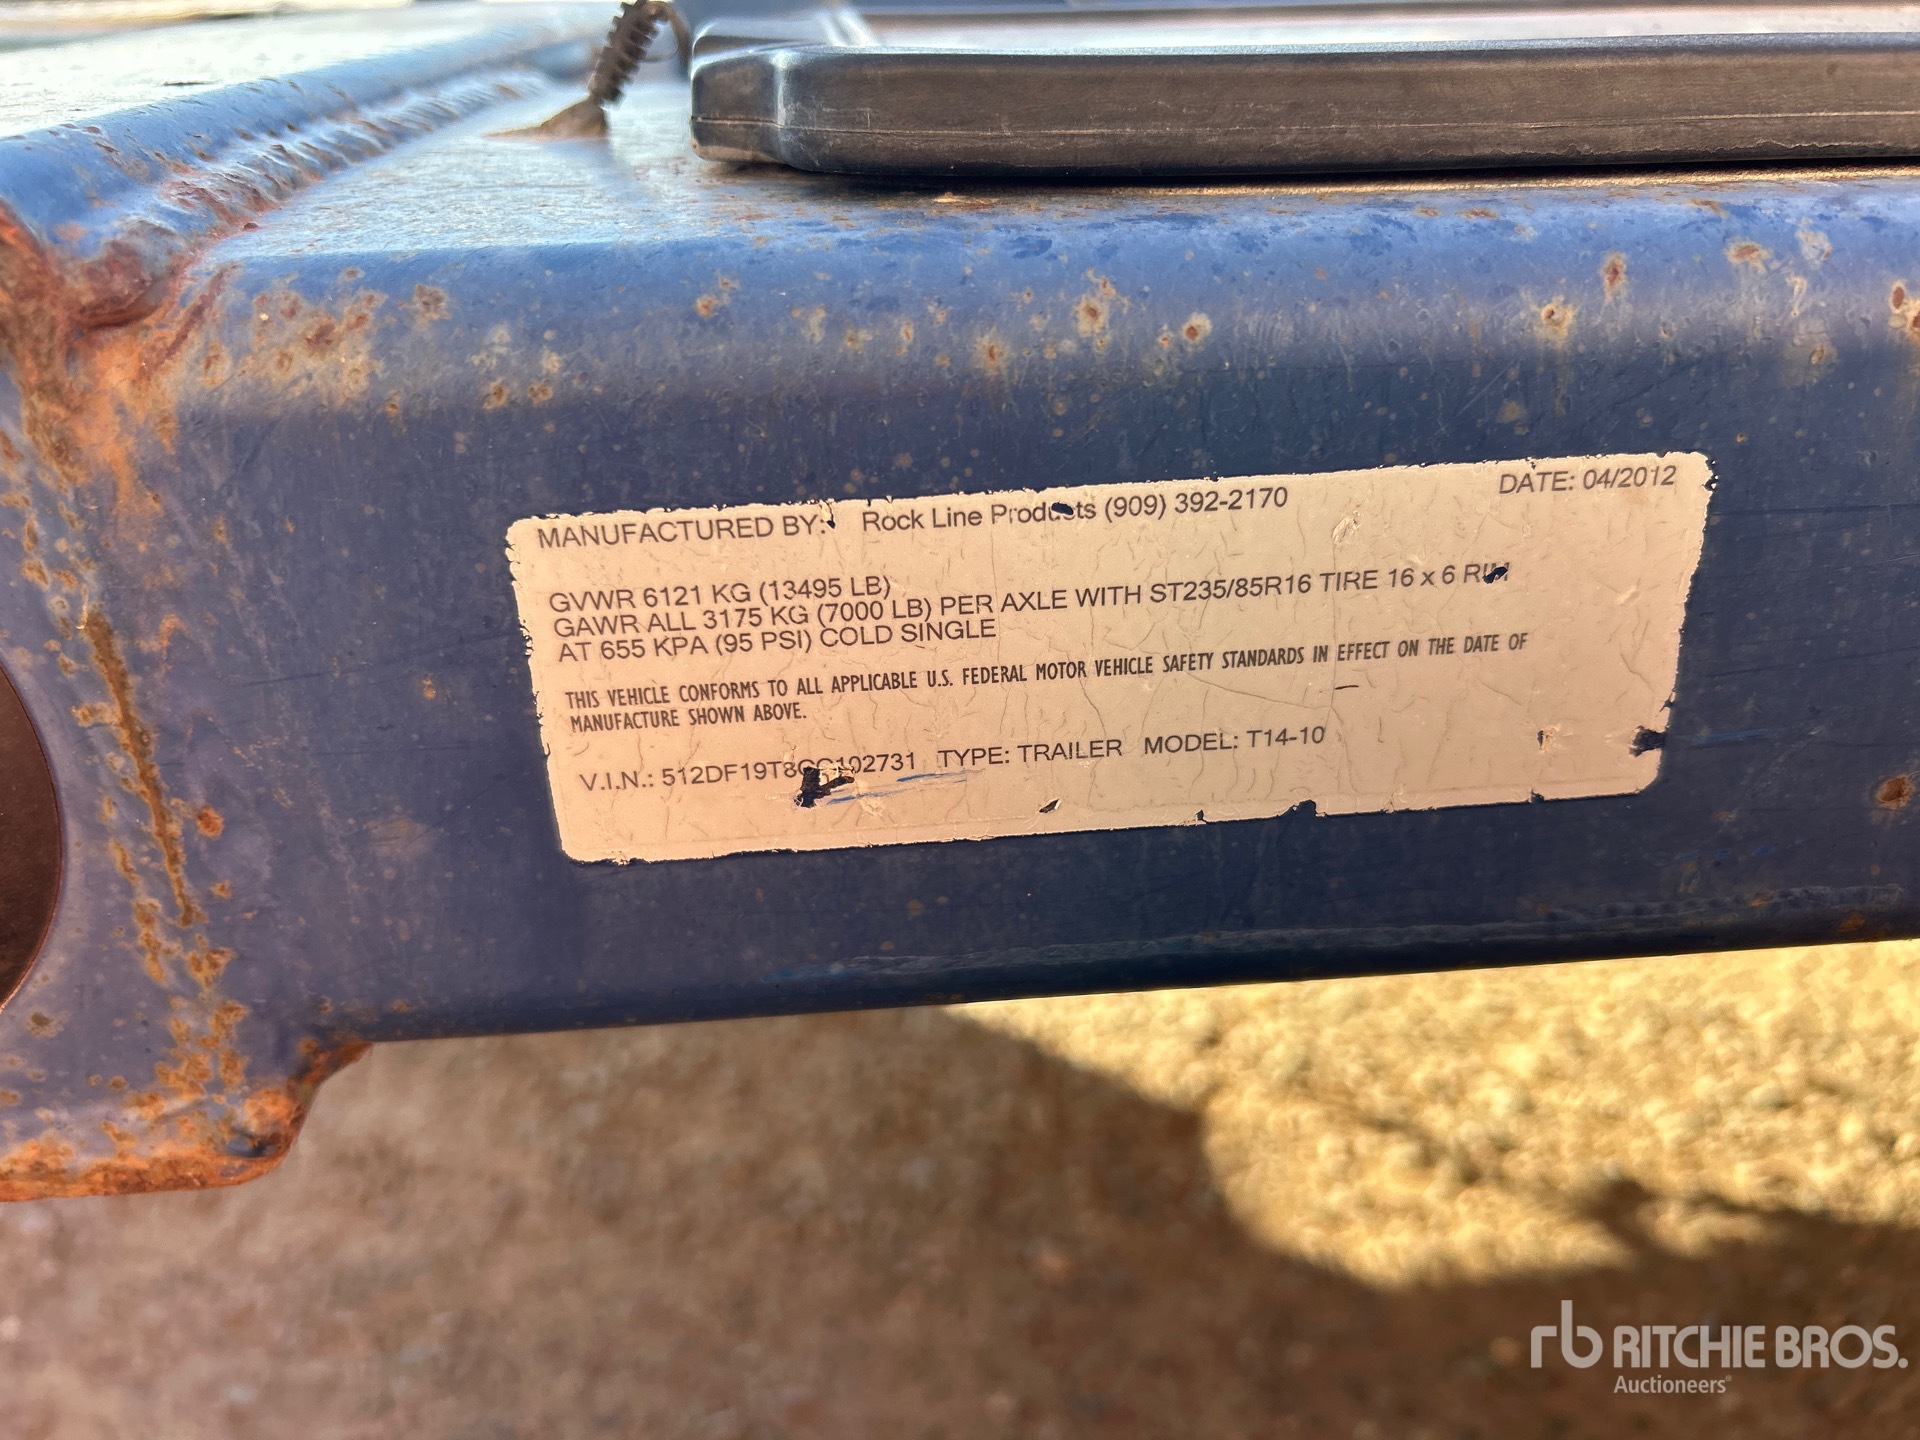 MANUFACTURED BY: Rock Line Products (909) 392-2170 DATE: 04/2012
GVWR 6121 KG (13495 LB)
GAWR ALL 3175 KG (7000 LB) PER AXLE WITH ST235/85R16 TIRE 16 x 6 RIM
AT 655 KPA (95 PSI) COLD SINGLE
THIS VEHICLE CONFORMS TO ALL APPLICABLE U.S. FEDERAL MOTOR VEHICLE SAFETY STANDARDS IN EFFECT ON THE DATE OF
MANUFACTURE SHOWN ABOVE.
V.I.N.: 512DF19T8CC102731 TYPE: TRAILER MODEL: T14-10
rb RITCHIE BROS.
Auctioneers®